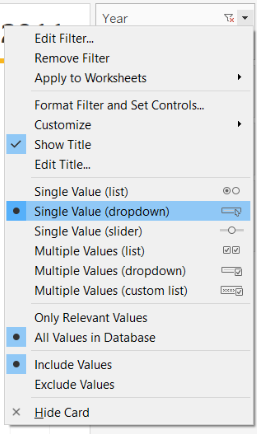 Year
Edit Filter...
Remove Filter
Apply to Worksheets
Format Filter and Set Controls...
Customize
Show Title
Edit Title...
Single Value (list)
Single Value (dropdown)
Single Value (slider)
Multiple Values (list)
Multiple Values (dropdown)
Multiple Values (custom list)
Only Relevant Values
All Values in Database
Include Values
Exclude Values
Hide Card